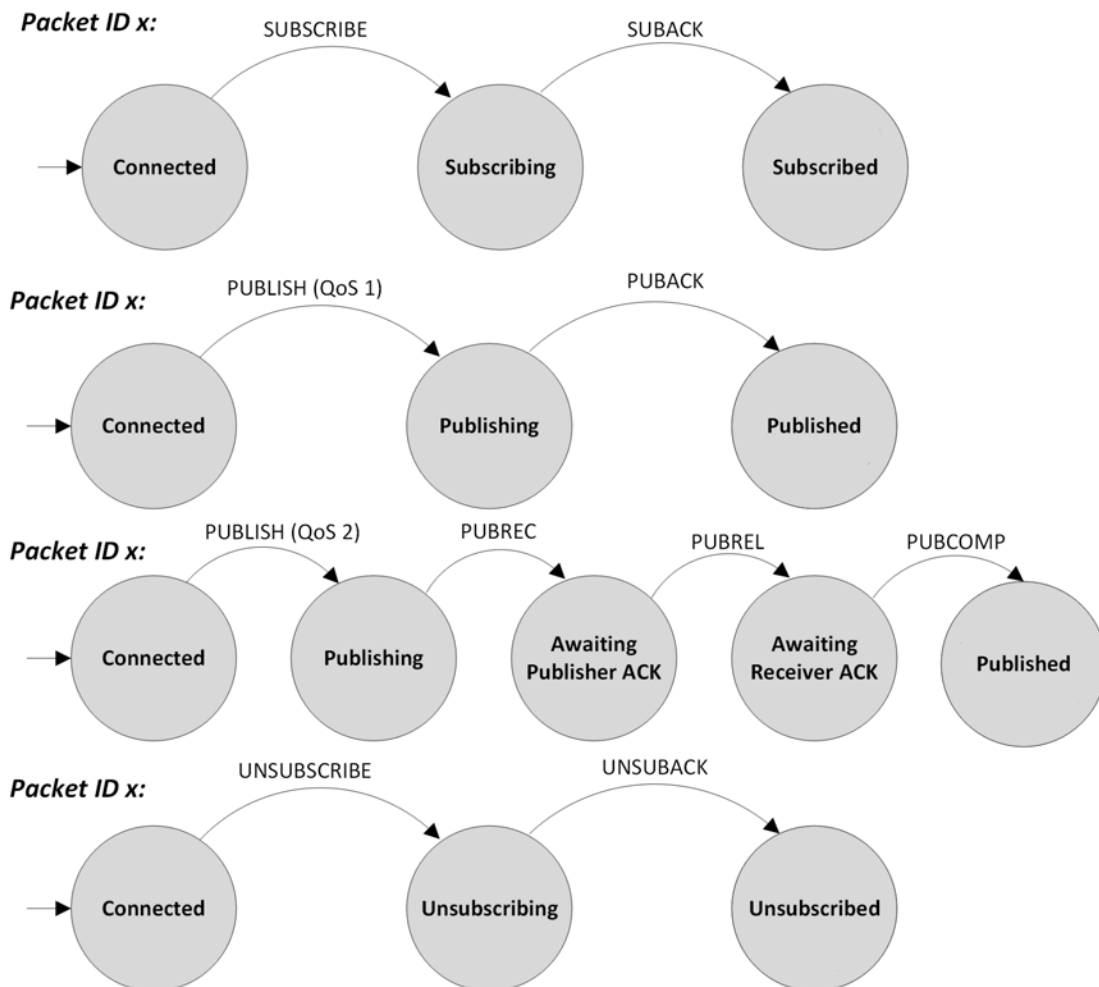 Packet ID x:
SUBSCRIBE
SUBACK
Connected
Subscribing
Subscribed
Packet ID x:
PUBLISH (QoS 1)
PUBACK
Connected
Publishing
Published
Packet ID x:
PUBLISH (QoS 2)
PUBREC
PUBREL
PUBCOMP
Connected
Publishing
Awaiting
Publisher ACK
Awaiting
Receiver ACK
Published
Packet ID x:
UNSUBSCRIBE
UNSUBACK
Connected
Unsubscribing
Unsubscribed